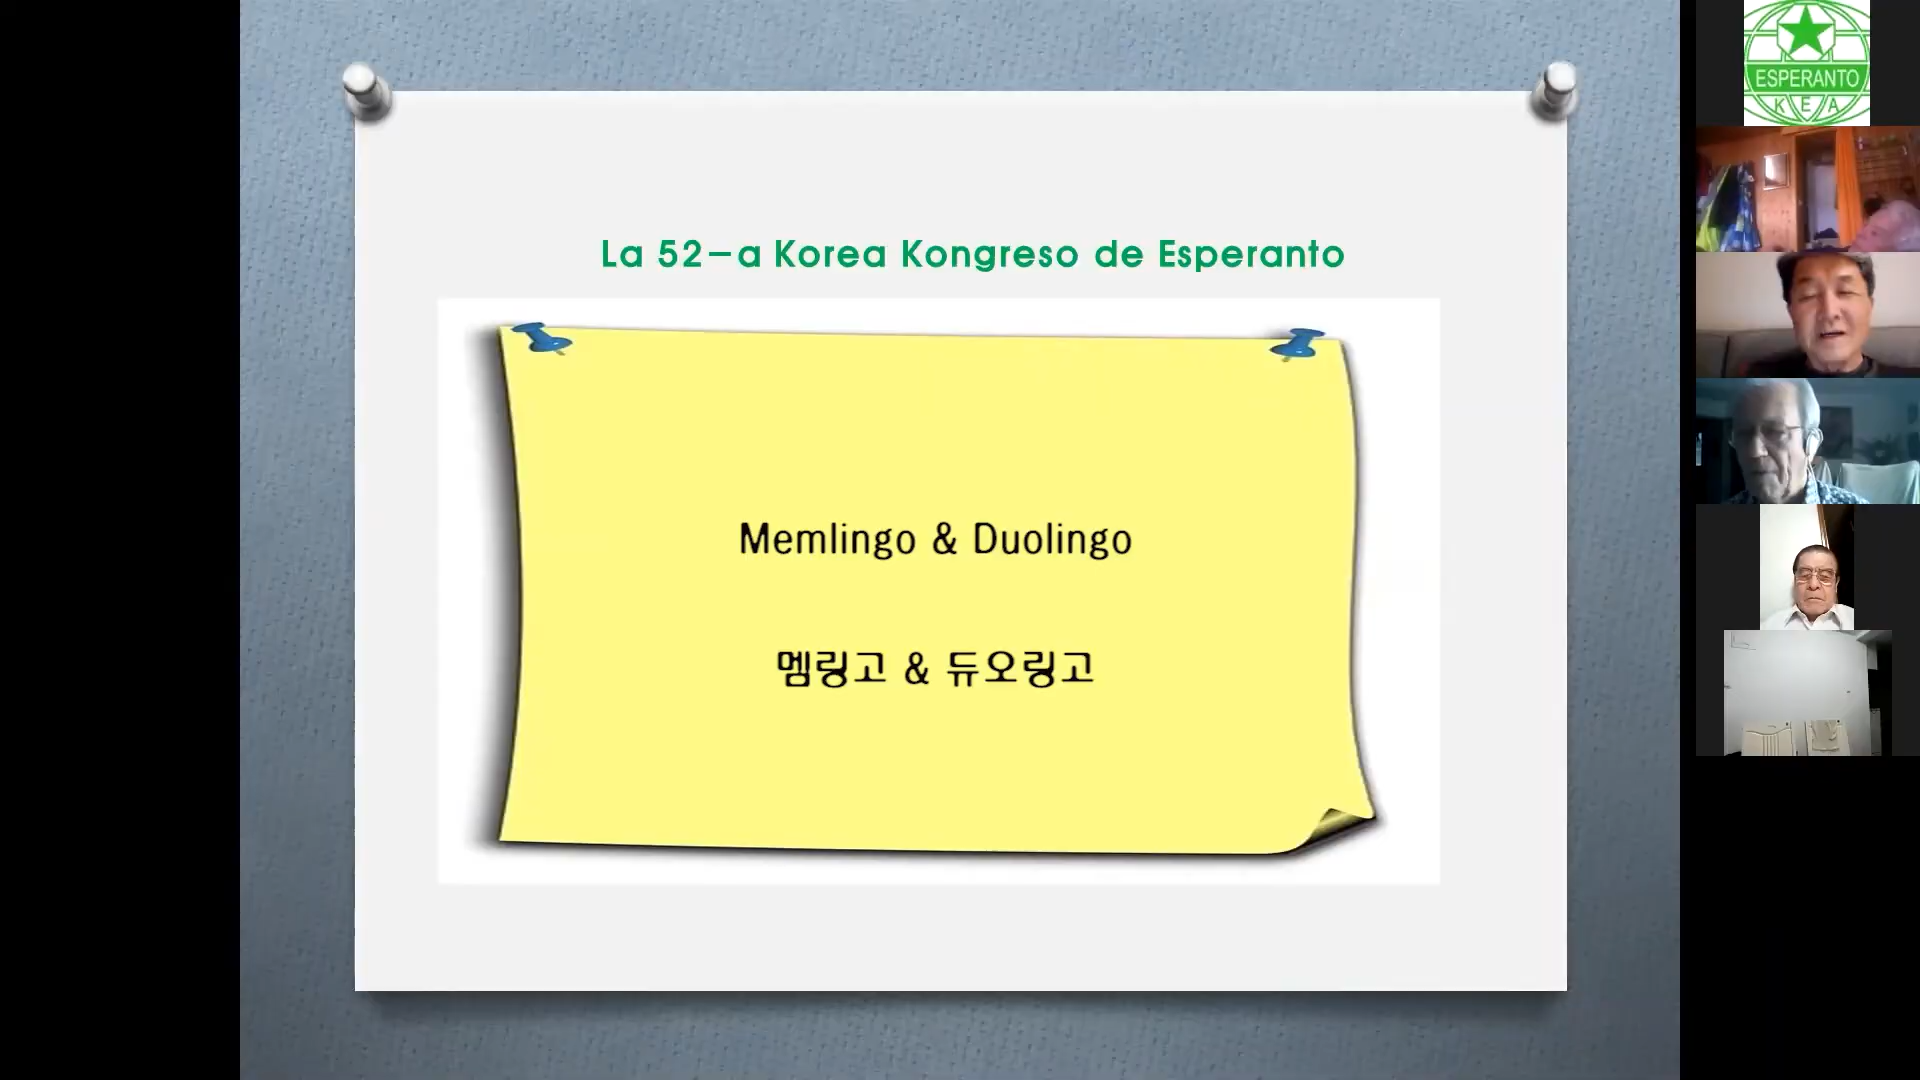 La 52-a Korea Kongreso de Esperanto
Memlingo & Duolingo
멤링고 & 듀오링고
ESPERANTO
K E A